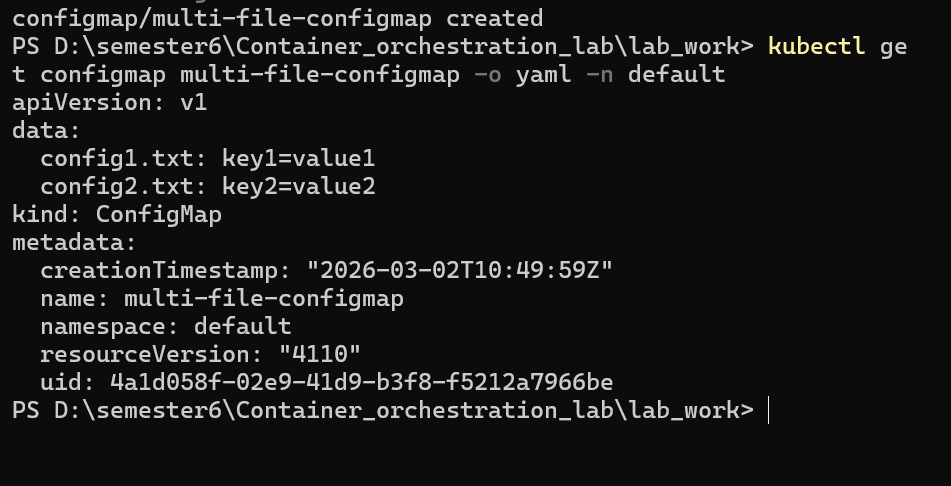 configmap/multi-file-configmap created
PS D:\semester6\Container_orchestration_lab\lab_work> kubectl ge
t configmap multi-file-configmap -o yaml -n default
apiVersion: v1
data:
  config1.txt: key1=value1
  config2.txt: key2=value2
kind: ConfigMap
metadata:
  creationTimestamp: "2026-03-02T10:49:59Z"
  name: multi-file-configmap
  namespace: default
  resourceVersion: "4110"
  uid: 4a1d058f-02e9-41d9-b3f8-f5212a7966be
PS D:\semester6\Container_orchestration_lab\lab_work>